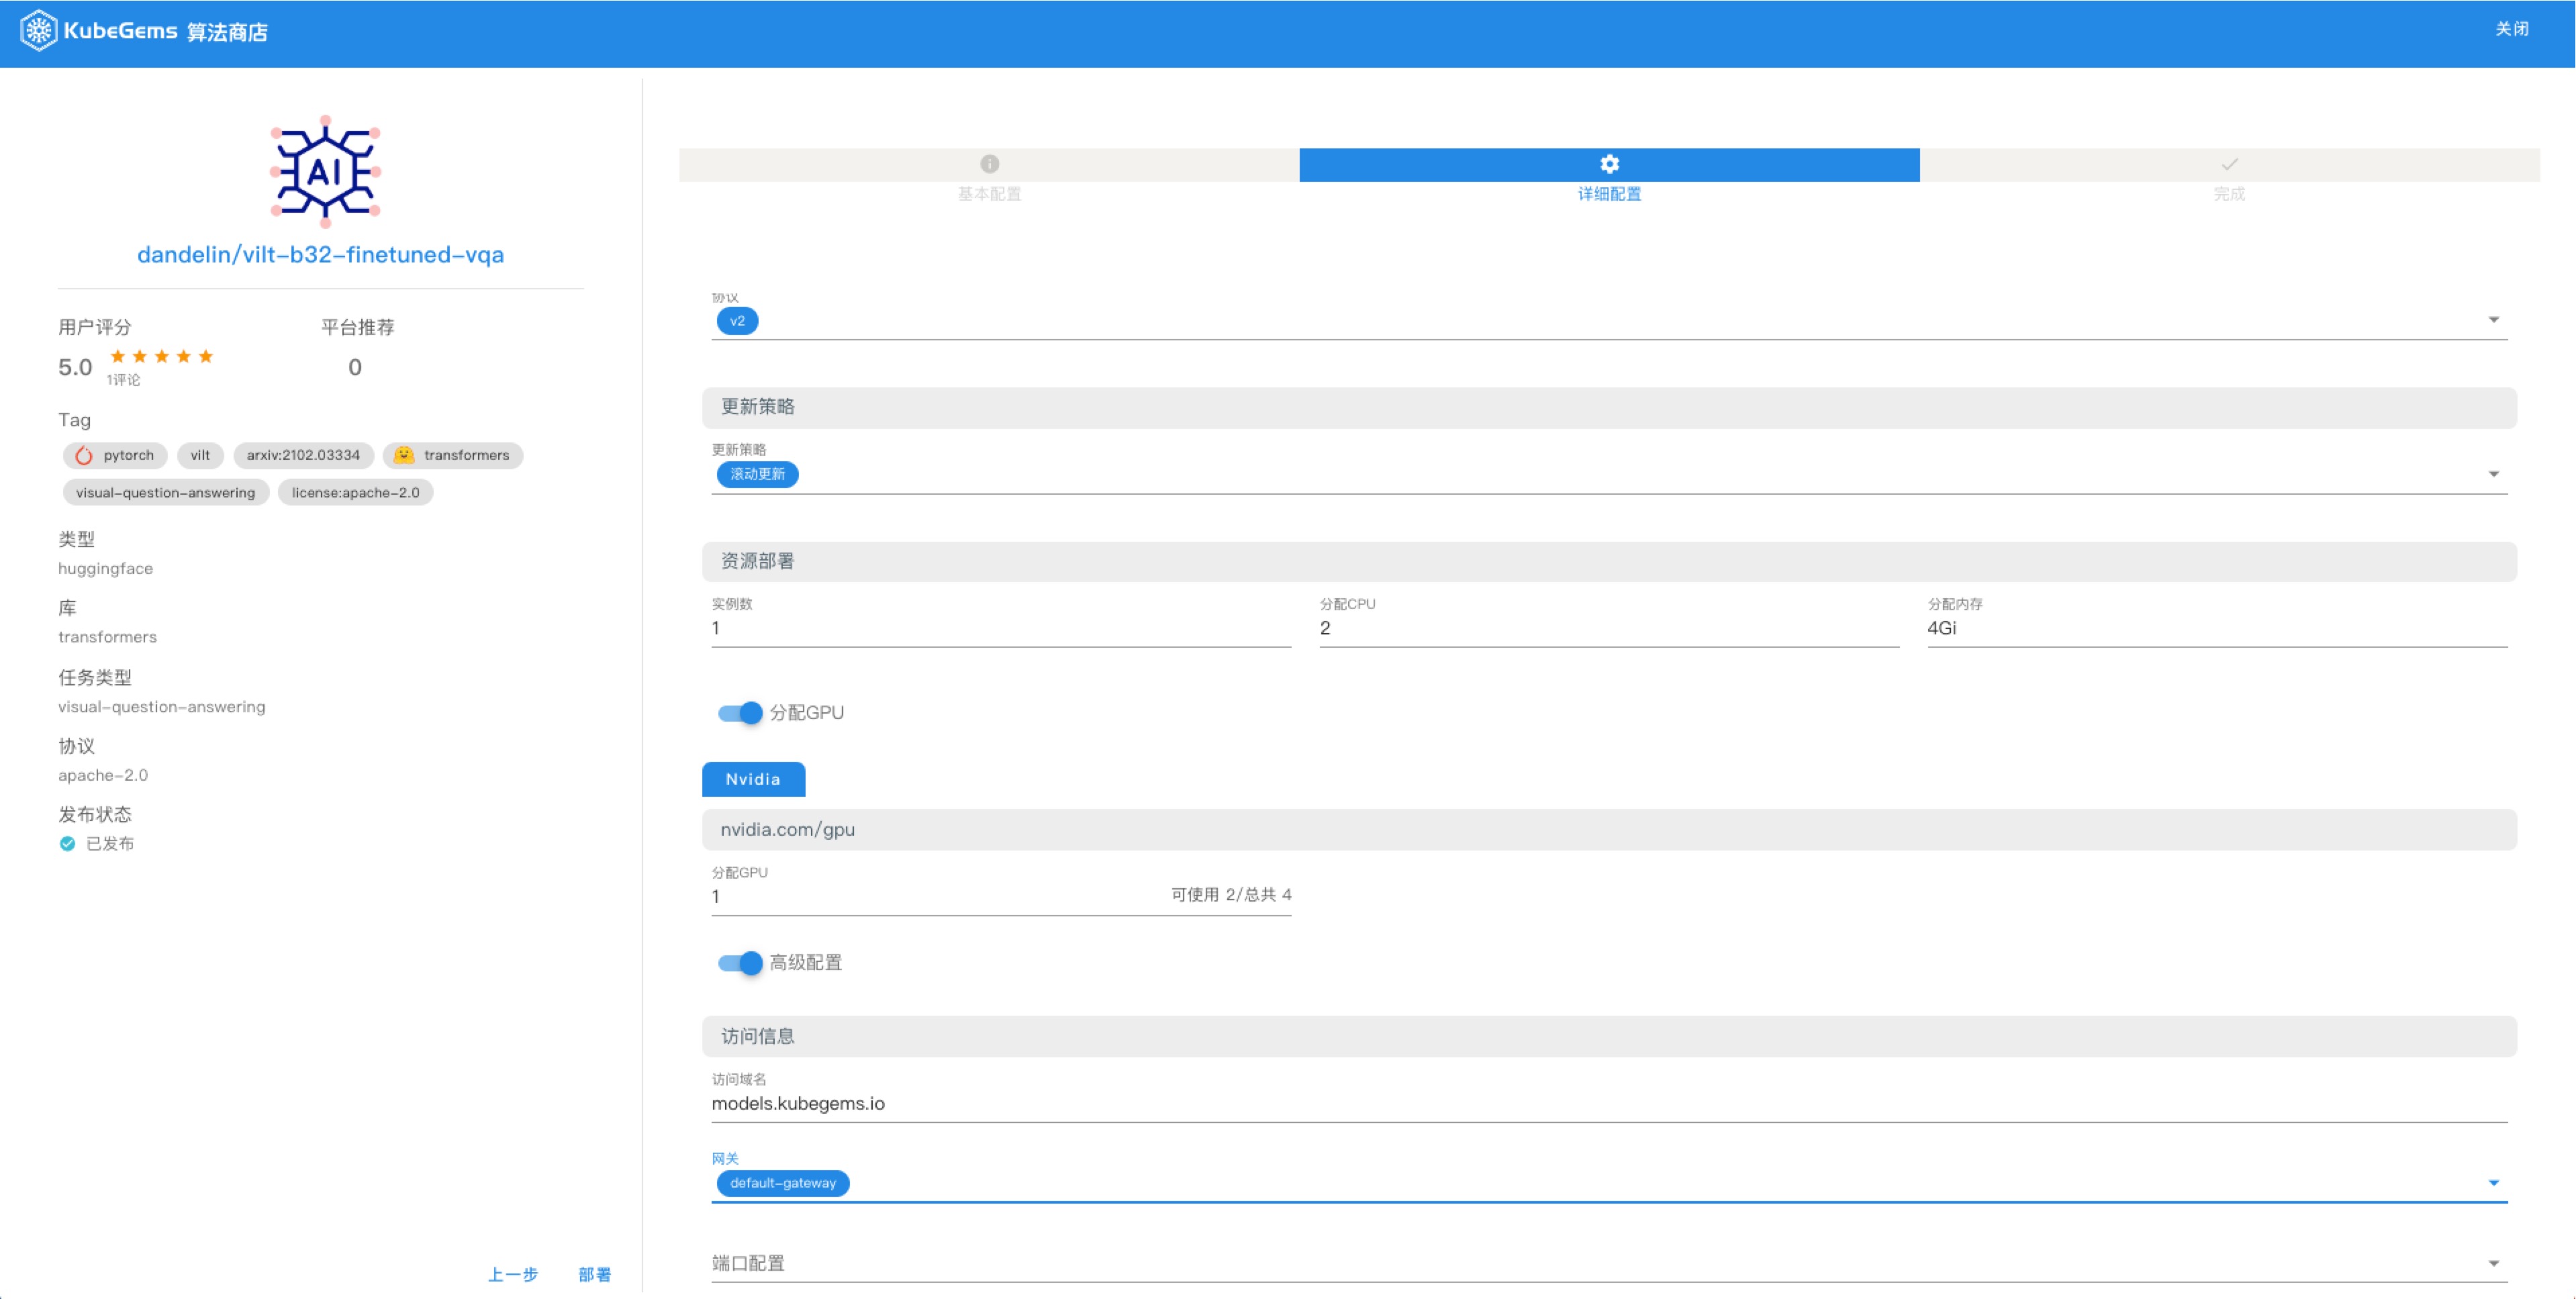 KubeGems 算法商店
关闭
AI
dandelin/vilt-b32-finetuned-vqa
用户评分
平台推荐
5.0
1评论
0
Tag
pytorch
vilt
arxiv:2102.03334
transformers
visual-question-answering
license:apache-2.0
类型
huggingface
库
transformers
任务类型
visual-question-answering
协议
apache-2.0
发布状态
已发布
上一步
部署
基本配置
详细配置
完成
协议
v2
更新策略
更新策略
滚动更新
资源部署
实例数
1
分配CPU
2
分配内存
4Gi
分配GPU
Nvidia
nvidia.com/gpu
分配GPU
1
可使用 2/总共 4
高级配置
访问信息
访问域名
models.kubegems.io
网关
default-gateway
端口配置